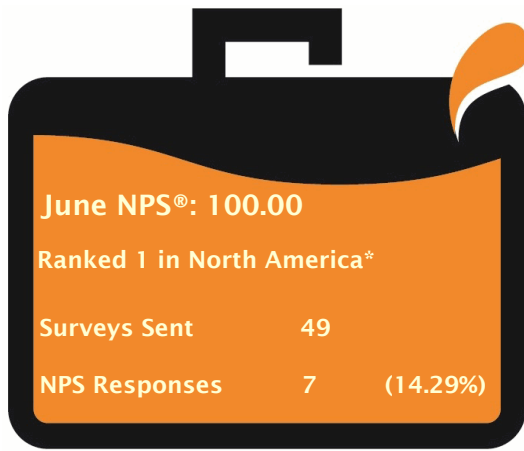 June NPS®: 100.00
Ranked 1 in North America*
Surveys Sent 49
NPS Responses 7 (14.29%)